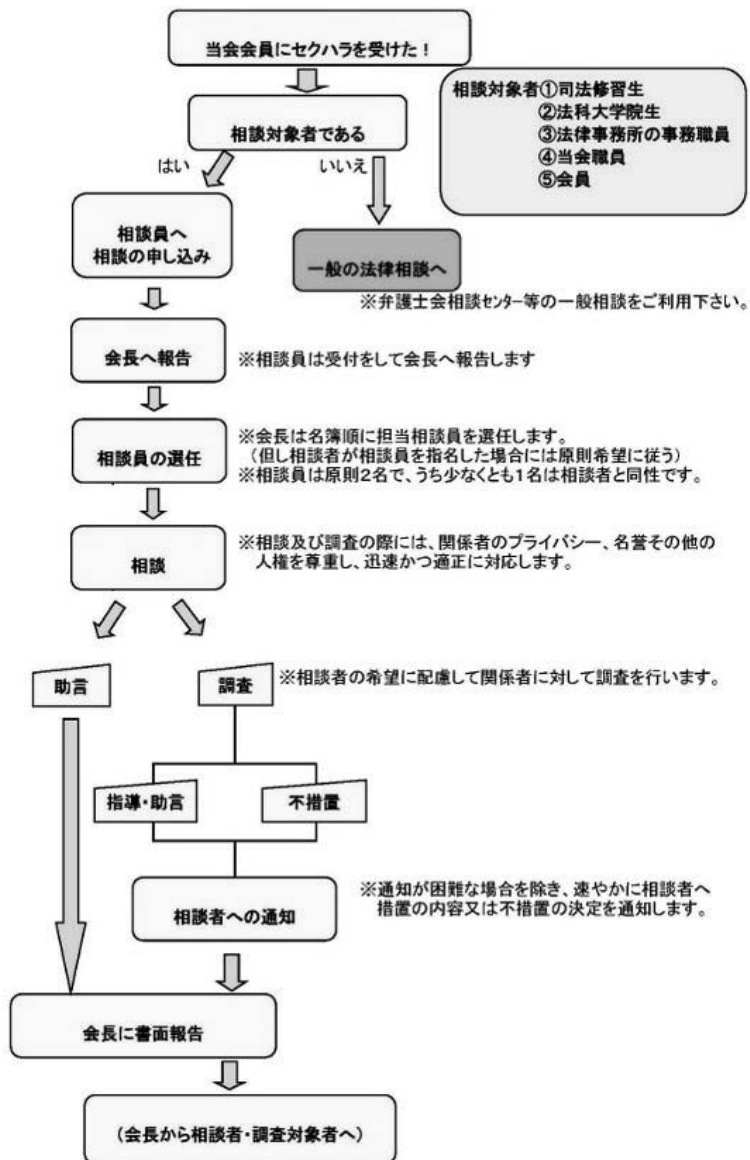 当会会員にセクハラを受けた！
相談対象者①司法修習生
②法科大学院生
③法律事務所の事務職員
④当会職員
⑤会員
相談対象者である
はい
いいえ
相談員へ
相談の申し込み
一般の法律相談へ
※弁護士会相談センター等の一般相談をご利用下さい。
会長へ報告
※相談員は受付をして会長へ報告します
相談員の選任
※会長は名簿順に担当相談員を選任します。
（但し相談者が相談員を指名した場合には原則希望に従う）
※相談員は原則２名で、うち少なくとも１名は相談者と同性です。
相談
※相談及び調査の際には、関係者のプライバシー、名誉その他の
人権を尊重し、迅速かつ適正に対応します。
助言
調査
※相談者の希望に配慮して関係者に対して調査を行います。
指導・助言
不措置
相談者への通知
※通知が困難な場合を除き、速やかに相談者へ
措置の内容又は不措置の決定を通知します。
会長に書面報告
（会長から相談者・調査対象者へ）